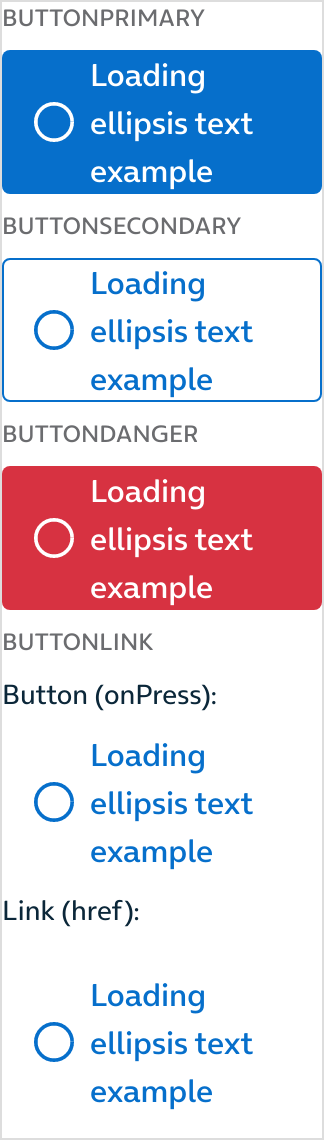 BUTTONPRIMARY
Loading
ellipsis text
example
BUTTONSECONDARY
Loading
ellipsis text
example
BUTTONDANGER
Loading
ellipsis text
example
BUTTONLINK
Button (onPress):
Loading
ellipsis text
example
Link (href):
Loading
ellipsis text
example